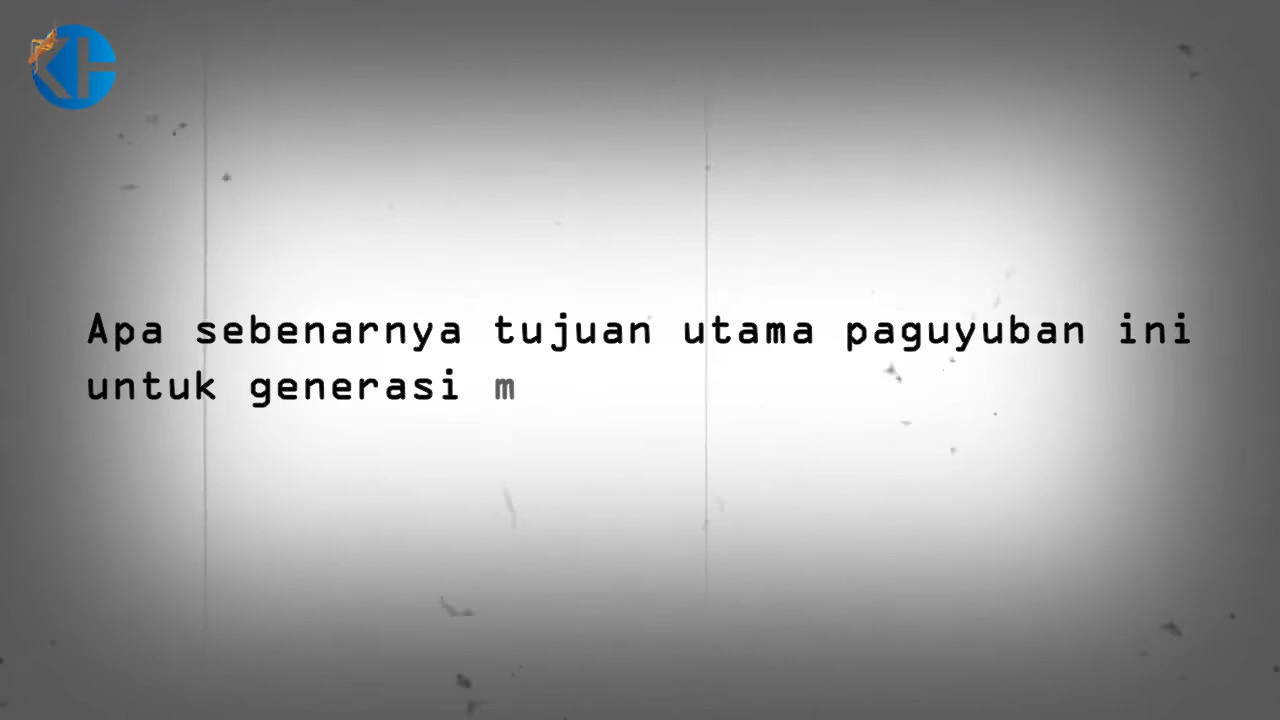 Apa sebenarnya tujuan utama paguyuban ini
untuk generasi m